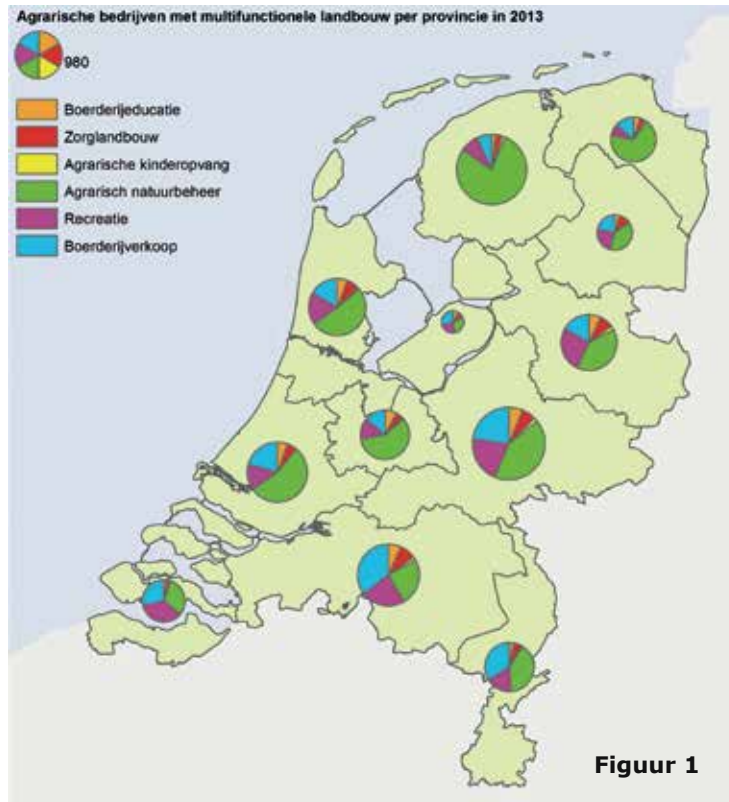 Agrarische bedrijven met multifunctionele landbouw per provincie in 2013
980
Boerderijeducatie
Zorglandbouw
Agrarische kinderopvang
Agrarisch natuurbeheer
Recreatie
Boerderijverkoop
Figuur 1